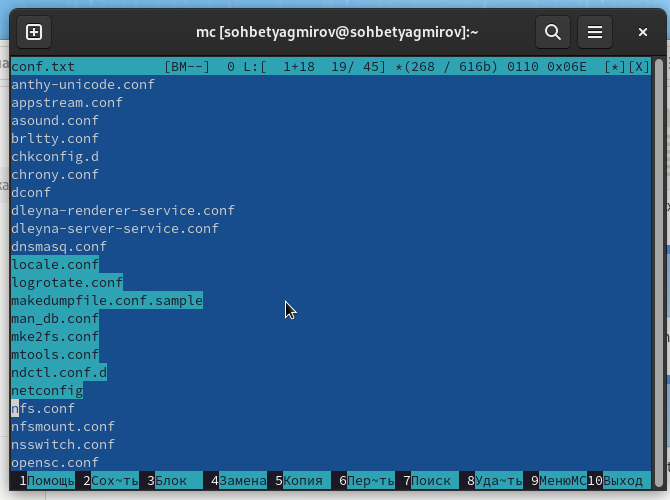 mc [sohbetyagmirov@sohbetyagmirov]:~
conf.txt [BM--] 0 L:[ 1+18 19/ 45] *(268 / 616b) 0110 0x06E [*][X]
anthy-unicode.conf
appstream.conf
asound.conf
brltty.conf
chkconfig.d
chrony.conf
dconf
dleyna-renderer-service.conf
dleyna-server-service.conf
dnsmasq.conf
locale.conf
logrotate.conf
makedumpfile.conf.sample
man_db.conf
mke2fs.conf
mtools.conf
ndctl.conf.d
netconfig
nfs.conf
nfsmount.conf
nsswitch.conf
opensc.conf
1Помощь 2Сох~ть 3Блок 4Замена 5Копия 6Пер~ть 7Поиск 8Уда~ть 9МенюMC 10Выход